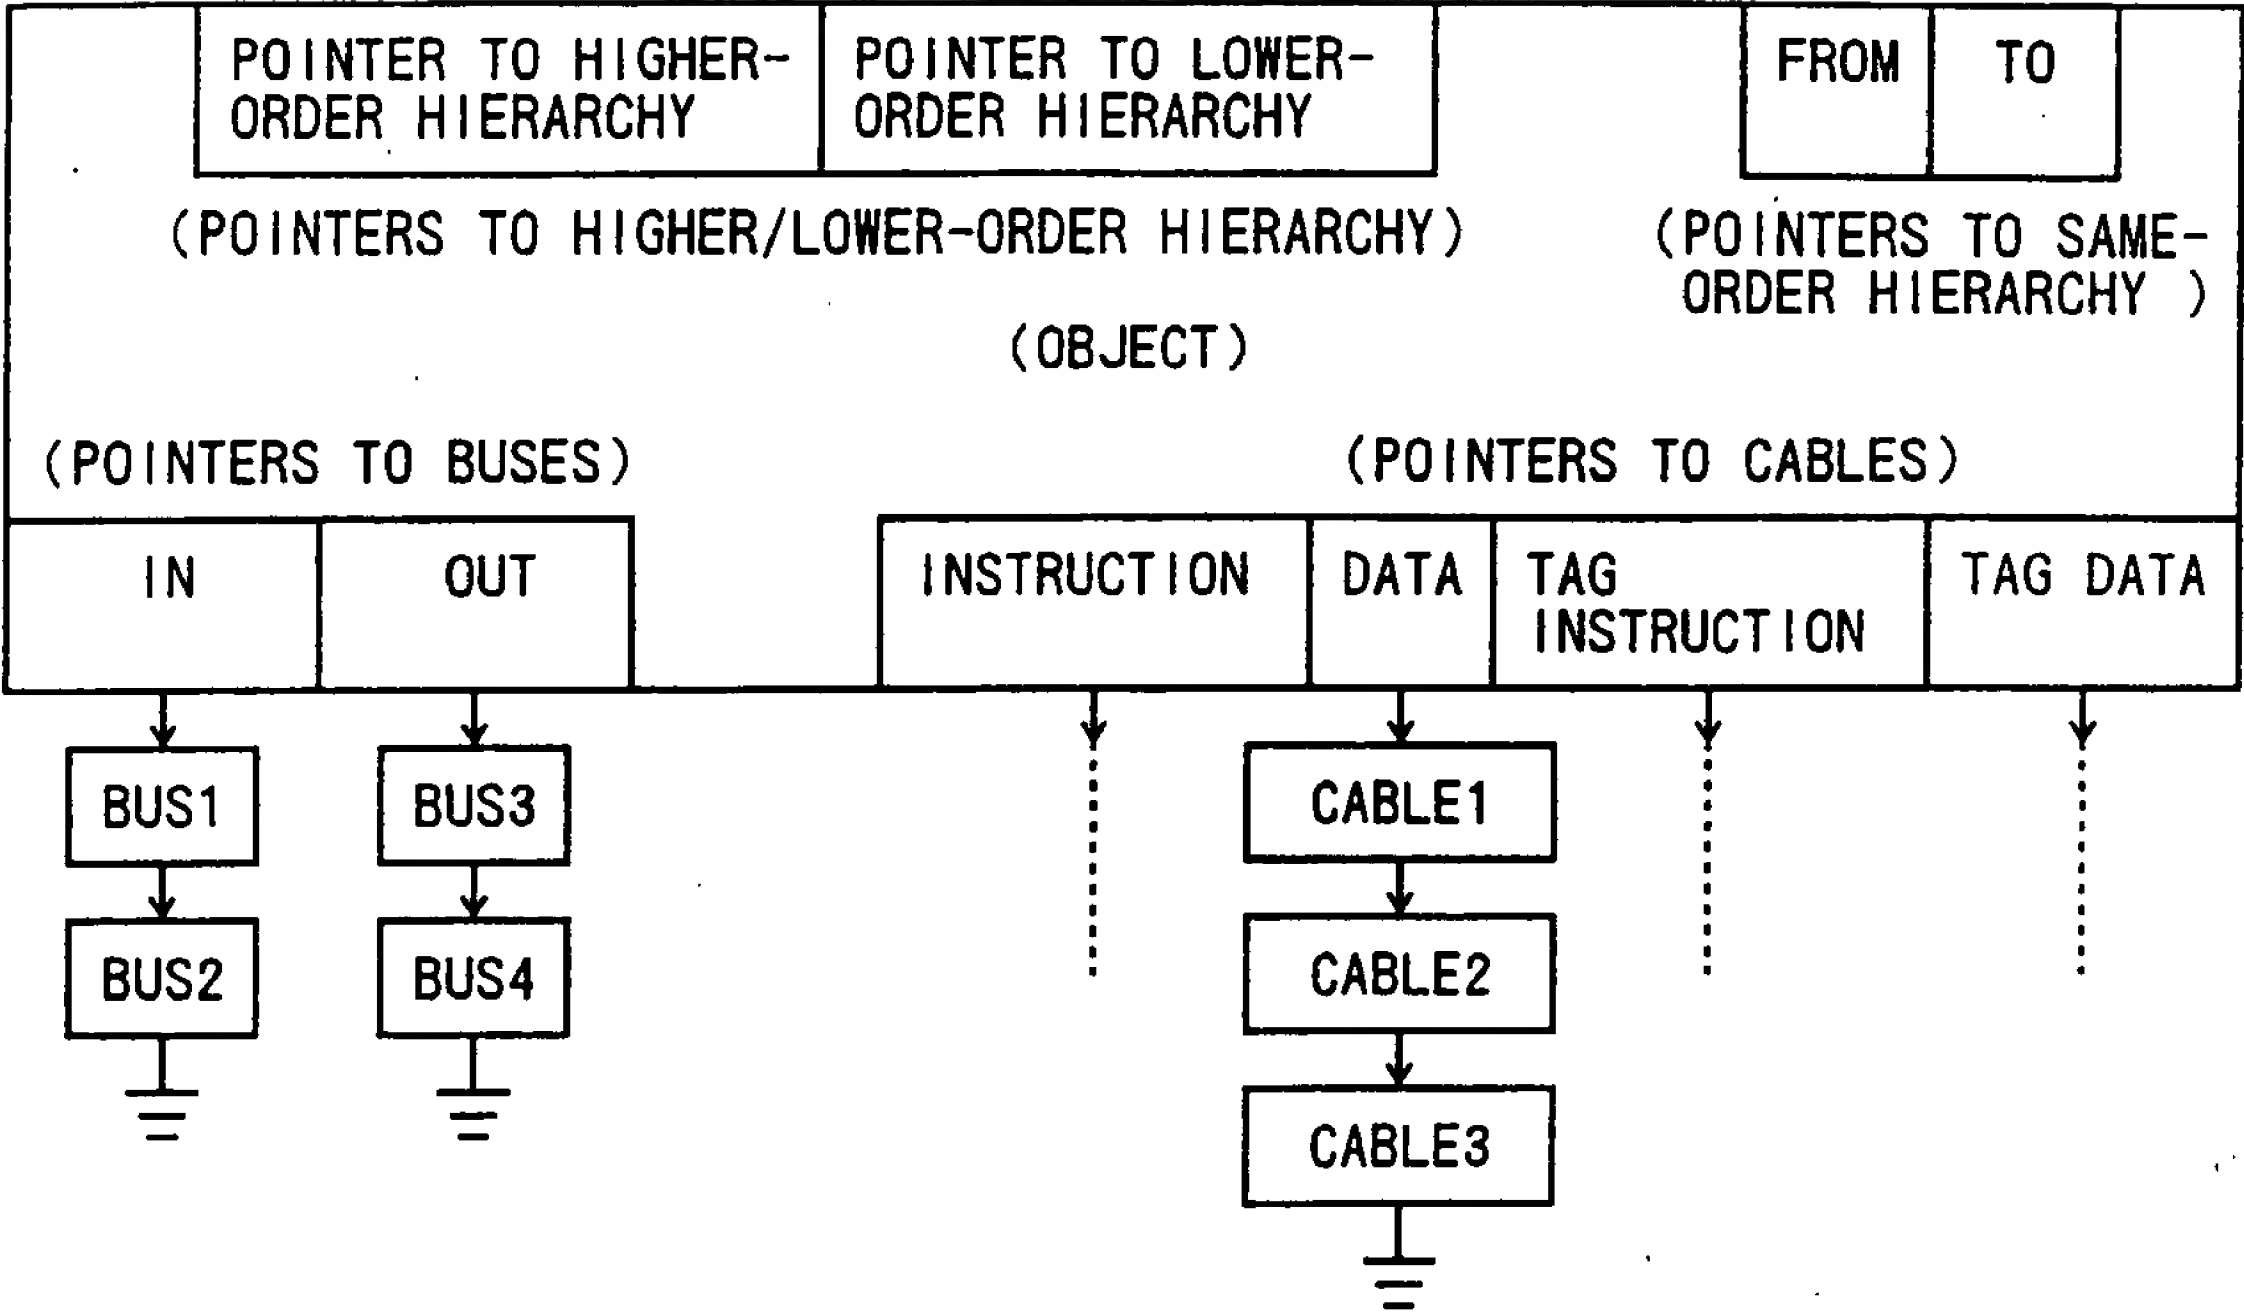 POINTER TO HIGHER-
ORDER HIERARCHY
POINTER TO LOWER-
ORDER HIERARCHY
FROM
TO
(POINTERS TO HIGHER/LOWER-ORDER HIERARCHY)
(POINTERS TO SAME-
ORDER HIERARCHY )
(OBJECT)
(POINTERS TO BUSES)
(POINTERS TO CABLES)
IN
OUT
INSTRUCTION
DATA
TAG
INSTRUCTION
TAG DATA
BUS1
BUS3
CABLE1
BUS2
BUS4
CABLE2
CABLE3